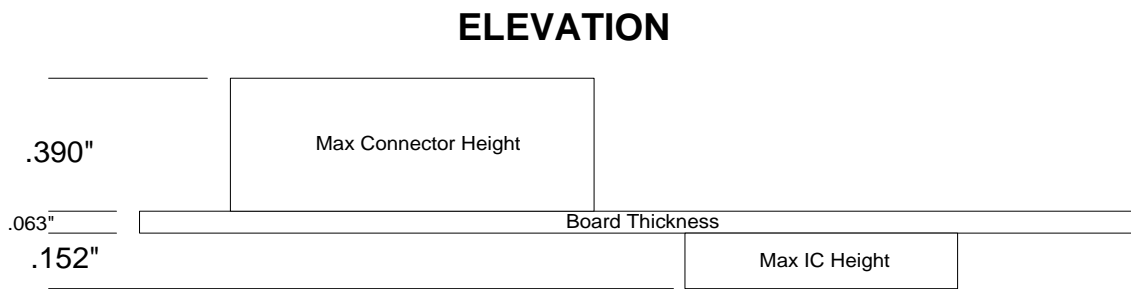 ELEVATION
.390"
Max Connector Height
.063"
Board Thickness
.152"
Max IC Height